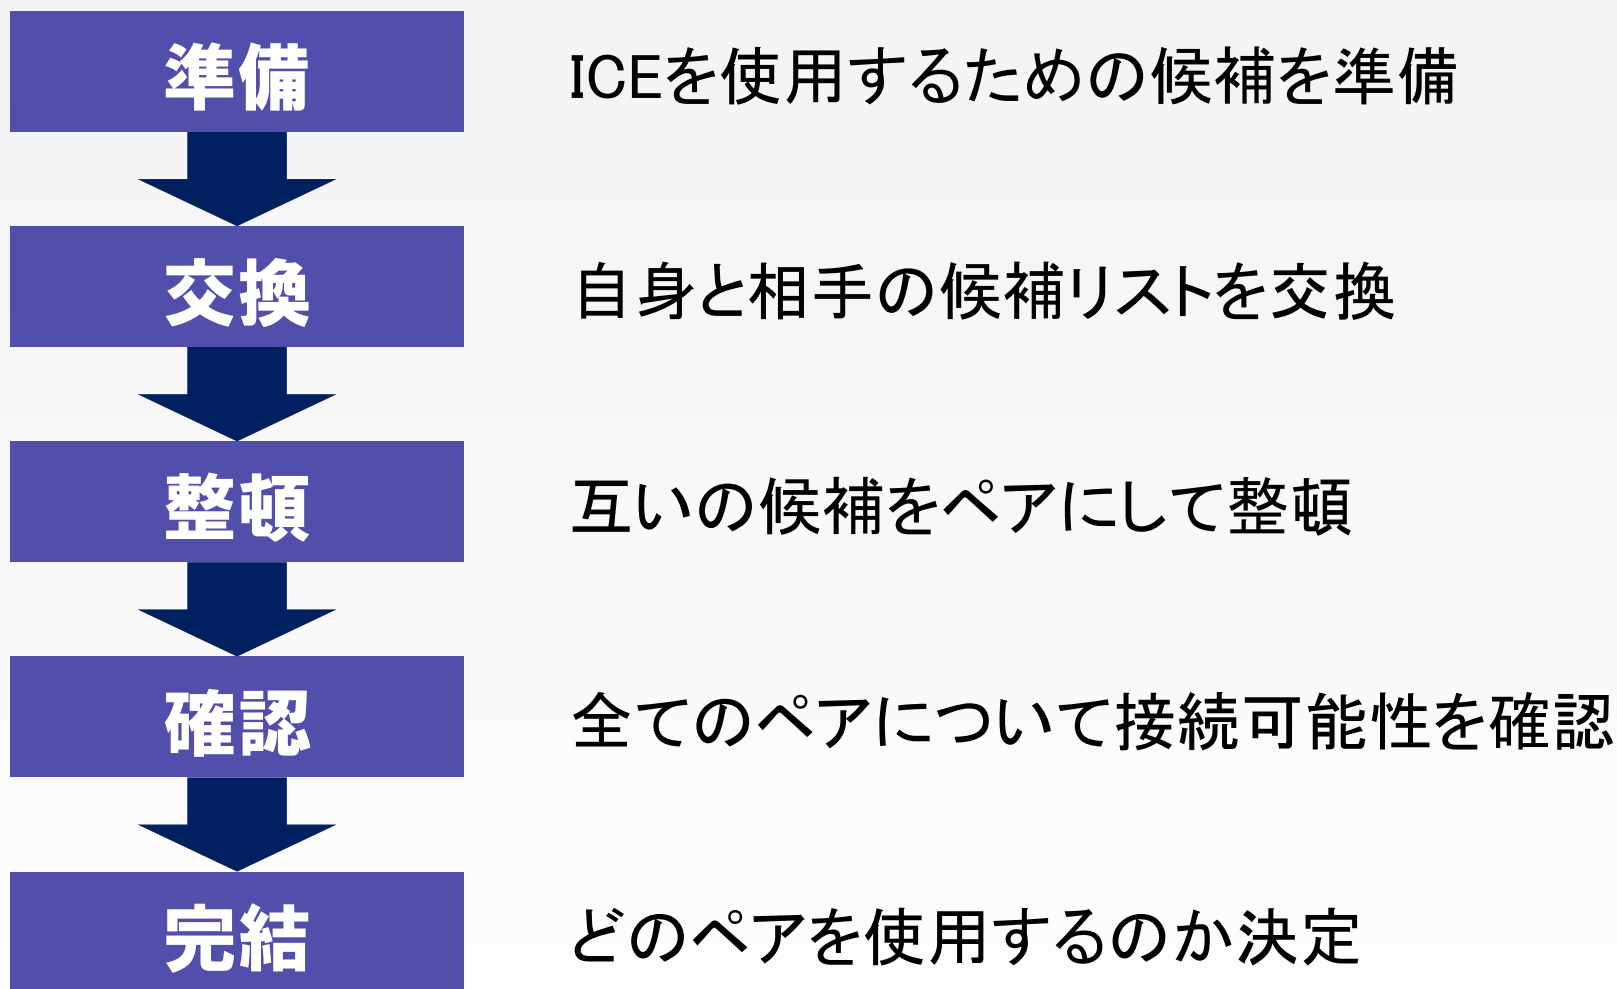 準備
ICEを使用するための候補を準備
交換
自身と相手の候補リストを交換
整頓
互いの候補をペアにして整頓
確認
全てのペアについて接続可能性を確認
完結
どのペアを使用するのか決定